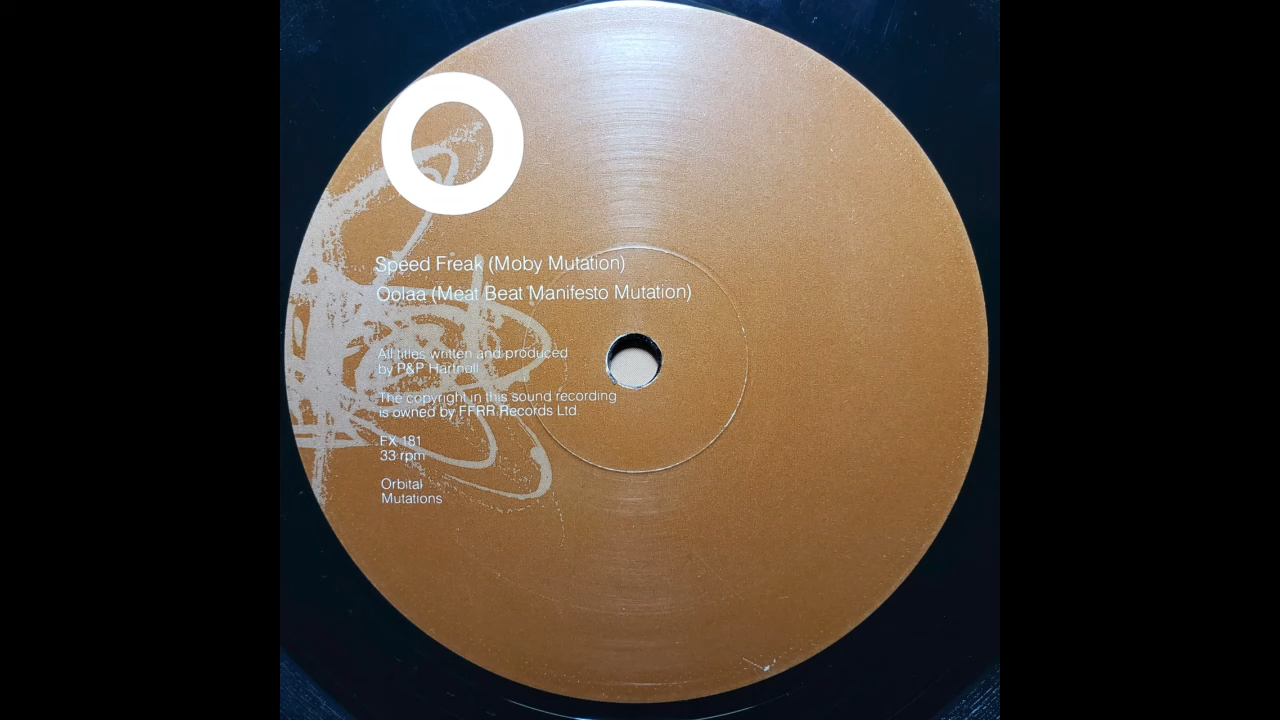 Speed Freak (Moby Mutation)
Oolaa (Meat Beat Manifesto Mutation)
All titles written and produced
by P&P Hartnoll
The copyright in this sound recording
is owned by FFRR Records Ltd.
FX 181
33 rpm
Orbital
Mutations